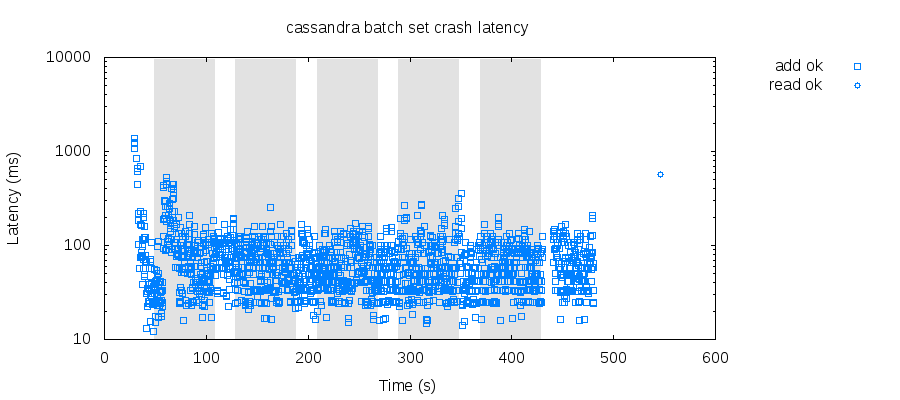 cassandra batch set crash latency
add ok
read ok
Latency (ms)
10000
1000
100
10
0 100 200 300 400 500 600
Time (s)